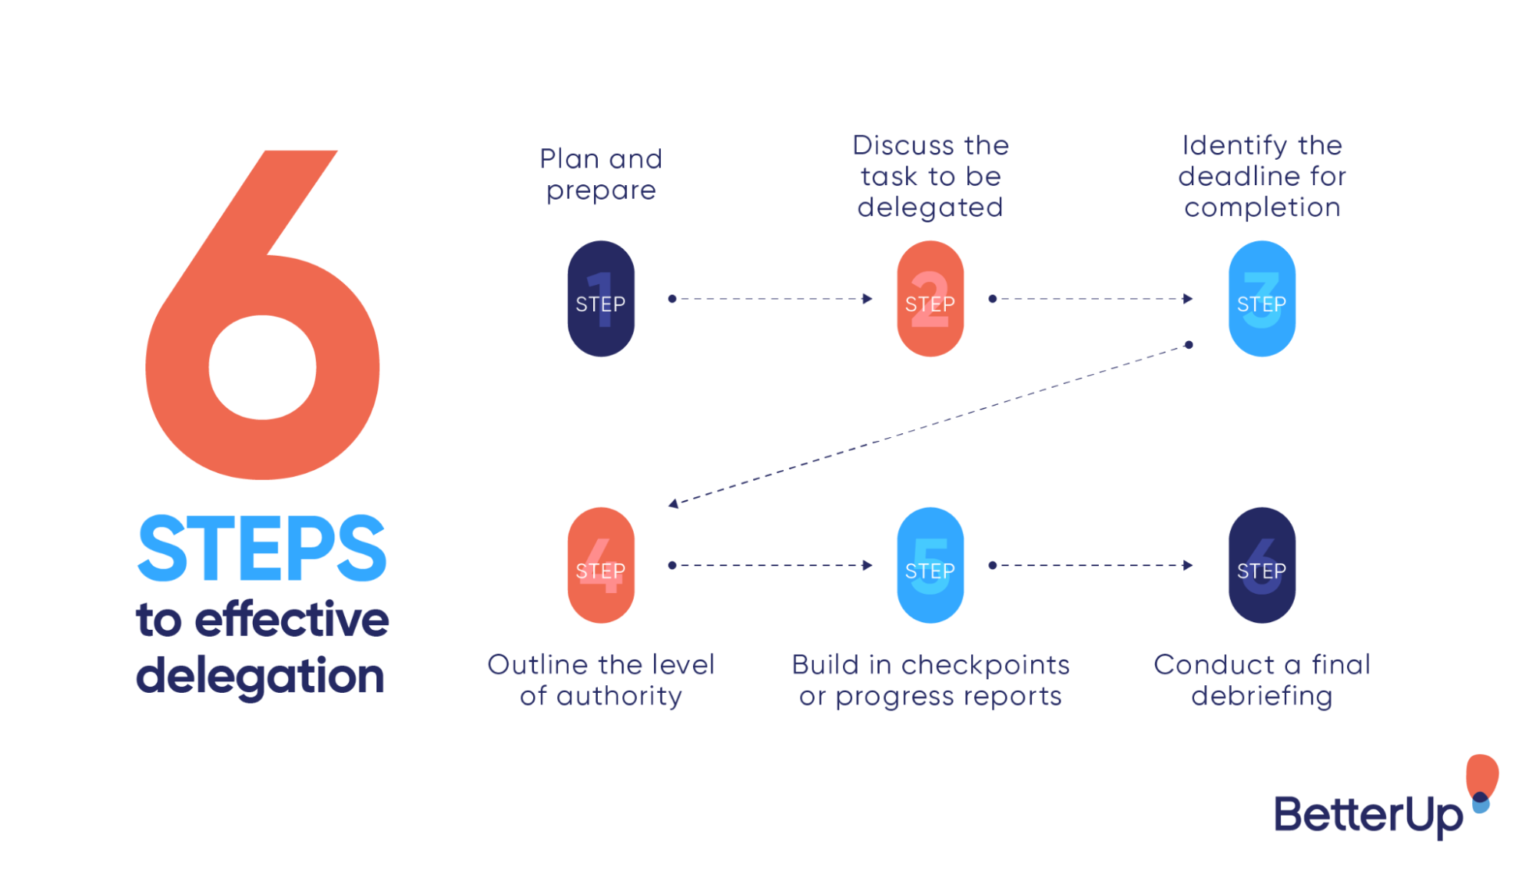 6
STEPS
to effective
delegation
Plan and
prepare
1
STEP
Discuss the
task to be
delegated
2
STEP
Identify the
deadline for
completion
3
STEP
4
STEP
Outline the level
of authority
5
STEP
Build in checkpoints
or progress reports
6
STEP
Conduct a final
debriefing
BetterUp